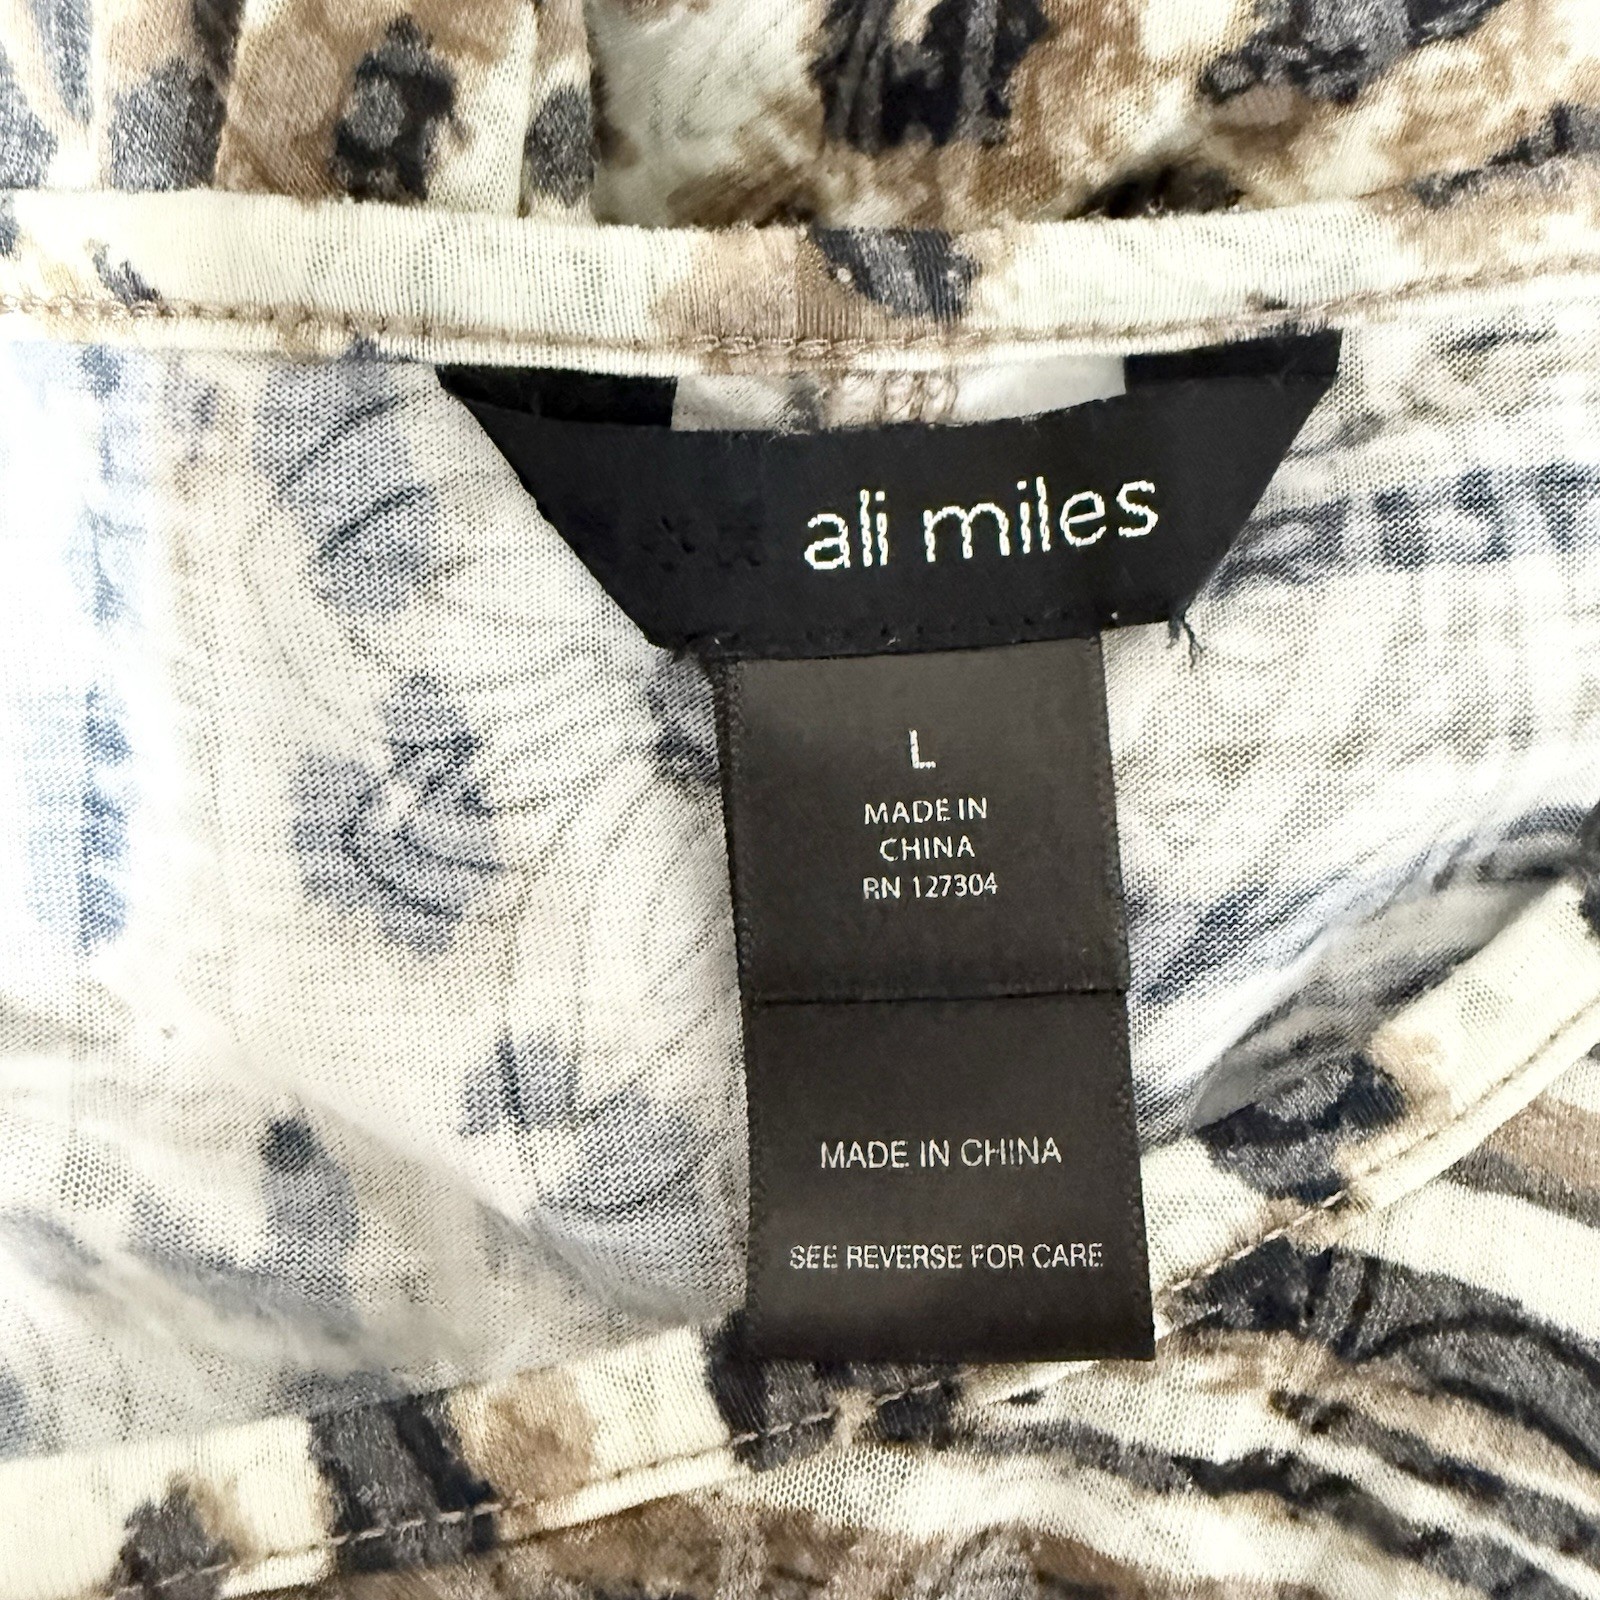 ali miles
L
MADE IN
CHINA
RN 127304
MADE IN CHINA
SEE REVERSE FOR CARE